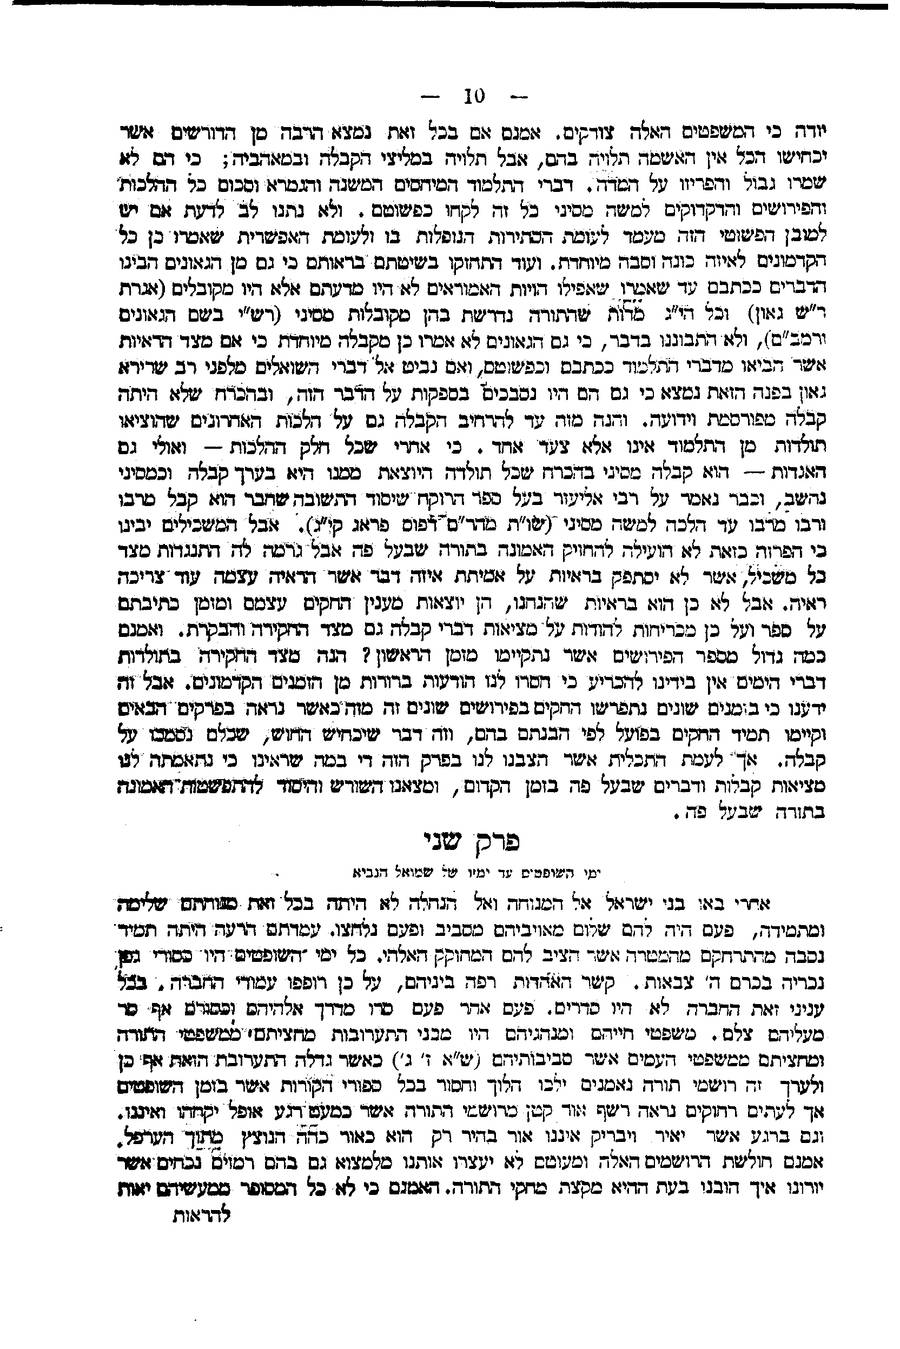 — 10 —
יודה כי המשפטים האלה צודקים. אמנם אם בכל זאת נמצא הרבה מן הדורשים אשר
יכחישו הכל אין האשמה תלויה בהם, אבל תלויה במליצי הקבלה ובמאהביה; כי הם לא
שמרו גבול והפריזו על המדה. דברי התלמוד המיחסים המשנה והגמרא וסכום כל ההלכות
והפירושים והדקדוקים למשה מסיני כל זה לקחו כפשוטם. ולא נתנו לב לדעת אם יש
למובן הפשוטי הזה מעמד לעומת הסתירות הנופלות בו ולעומת האפשרית שאמרו כן כל
הקדמונים לאיזה כונה וסבה מיוחדת. ועוד התחזקו בשיטתם בראותם כי גם מן הגאונים הבינו
הדברים ככתבם עד שאמרו שאפילו הויות האמוראים לא היו מדעתם אלא היו מקובלים (אגרת
ר"ש גאון) וכל הי"ג מדות שהתורה נדרשת בהן מקובלות מסיני (רש"י בשם הגאונים
ורמב"ם), ולא התבוננו בדבר, כי גם הגאונים לא אמרו כן מקבלה מיוחדת כי אם מצד הראיות
אשר הביאו מדברי התלמוד ככתבם וכפשוטם, ואם נביט אל דברי השואלים מלפני רב שרירא
גאון בפנה הזאת נמצא כי גם הם היו נסבכים בספקות על הדבר הזה, ובהכרח שלא היתה
קבלה מפורסמת וידועה. והנה מזה עד להרחיב הקבלה גם על הלכות האחרונים שהוציאו
תולדות מן התלמוד אינו אלא צעד אחד. כי אחרי שכל חלק ההלכות — ואולי גם
האגדות — הוא קבלה מסיני בהכרח שכל תולדה היוצאת ממנו היא בערך קבלה וכמסיני
נחשב, וכבר נאמר על רבי אליעזר בעל ספר הרוקח שיסוד התשובה שחבר הוא קבל מרבו
ורבו מרבו עד הלכה למשה מסיני (שו"ת מהר"ם דפוס פראג קי"ג). אבל המשכילים יבינו
כי הפרזה כזאת לא הועילה להחזיק האמונה בתורה שבעל פה אבל גרמה לה התנגדות מצד
כל משכיל, אשר לא יסתפק בראיות על אמיתת איזה דבר אשר הראיה עצמה עוד צריכה
ראיה. אבל לא כן הוא בראיות שהנחנו, הן יוצאות מענין החקים עצמם ומזמן כתיבתם
על ספר ועל כן מכריחות להודות על מציאות דברי קבלה גם מצד החקירה והבקרת. ואמנם
כמה גדול מספר הפירושים אשר נתקיימו מזמן הראשון? הנה מצד החקירה בתולדות
דברי הימים אין בידינו להכריע כי חסרו לנו הודעות ברורות מן הזמנים הקדמונים. אבל זה
ידענו כי בזמנים שונים נתפרשו החקים בפירושים שונים זה מזה כאשר נראה בפרקים הבאים
וקיימו תמיד החקים בפועל לפי הבנתם בהם, וזה דבר שיכחיש החוש, שכלם נסמכו על
קבלה. אך לעמת התכלית אשר הצבנו לנו בפרק הזה די במה שראינו כי נתאמתה לנו
מציאות קבלות ודברים שבעל פה בזמן הקדום, ומצאנו השורש והיסוד להתפשטות האמונה
בתורה שבעל פה.
פרק שני
ימי השופטים עד ימיו של שמואל הנביא
אחרי באו בני ישראל אל המנוחה ואל הנחלה לא היתה בכל זאת מנוחתם שלימה
ומתמידה, פעם היה להם שלום מאויביהם מסביב ופעם נלחצו. עמדתם הרעה היתה תמיד
נסבה מהתרחקם מהמטרה אשר הציב להם המחוקק האלהי. כל ימי השופטים היו כסורי גפן
נכריה בכרם ה' צבאות. קשר האחדות רפה ביניהם, על כן רופפו עמודי החברה. בכל
עניני זאת החברה לא היו סדרים. פעם אחר פעם סרו מדרך אלהיהם ובסורם אף סר
מעליהם צלם. משפטי חייהם ומנהגיהם היו מבני התערובות מחציתם ממשפטי התורה
ומחציתם ממשפטי העמים אשר סביבותיהם (ש"א ז' ג') כאשר גדלה התערובת הזאת אף כן
ולערך זה רושמי תורה נאמנים ילכו הלוך וחסור בכל ספורי הקורות אשר בזמן השופטים
אך לעתים רחוקים נראה רשף אור קטן מרושמי התורה אשר כמעט רגע אופל יקחהו ואיננו.
וגם ברגע אשר יאיר ויבריק איננו אור בהיר רק הוא כאור כהה הנוצץ מתוך הערפל.
אמנם חולשת הרושמים האלה ומעוטם לא יעצרו אותנו מלמצוא גם בהם רמזים נכחים אשר
יורונו איך הובנו בעת ההיא מקצת מחקי התורה. האמנם כי לא כל המסופר ממעשיהם יאות
להראות